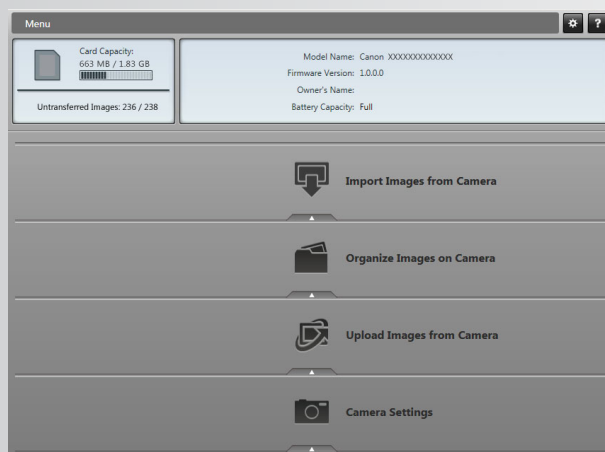 Menu
?
Card Capacity:
663 MB / 1.83 GB
Untransferred Images: 236 / 238
Model Name: Canon XXXXXXXXXXXXX
Firmware Version: 1.0.0.0
Owner's Name:
Battery Capacity: Full
Import Images from Camera
Organize Images on Camera
Upload Images from Camera
Camera Settings